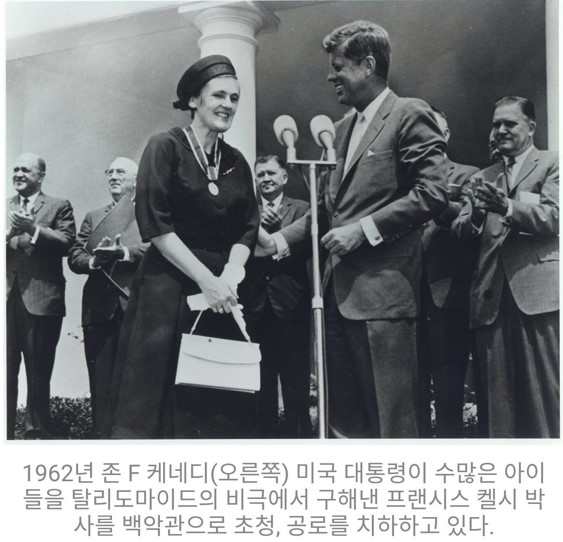 1962년 존 F 케네디(오른쪽) 미국 대통령이 수많은 아이
들을 탈리도마이드의 비극에서 구해낸 프랜시스 켈시 박
사를 백악관으로 초청, 공로를 치하하고 있다.